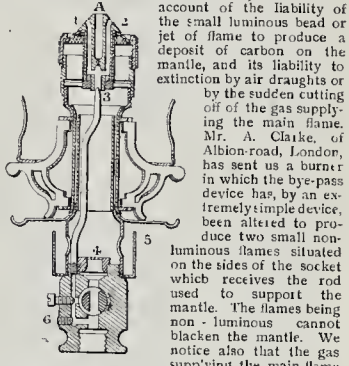 account of the liability of
the small luminous bead or
jet of flame to produce a
deposit of carbon on the
mantle, and its liability to
extinction by air draughts or
by the sudden cutting
off of the gas supply-
ing the main flame.
Mr. A. Clarke, of
Albion-road, London,
has sent us a burner
in which the bye-pass
device has, by an ex-
tremely simple device,
been altered to pro-
duce two small non-
luminous flames situated
on the sides of the socket
which receives the rod
used to support the
mantle. The flames being
non-luminous cannot
blacken the mantle. We
notice also that the gas
supplying the main flame
A
1 2
3
4
5
6